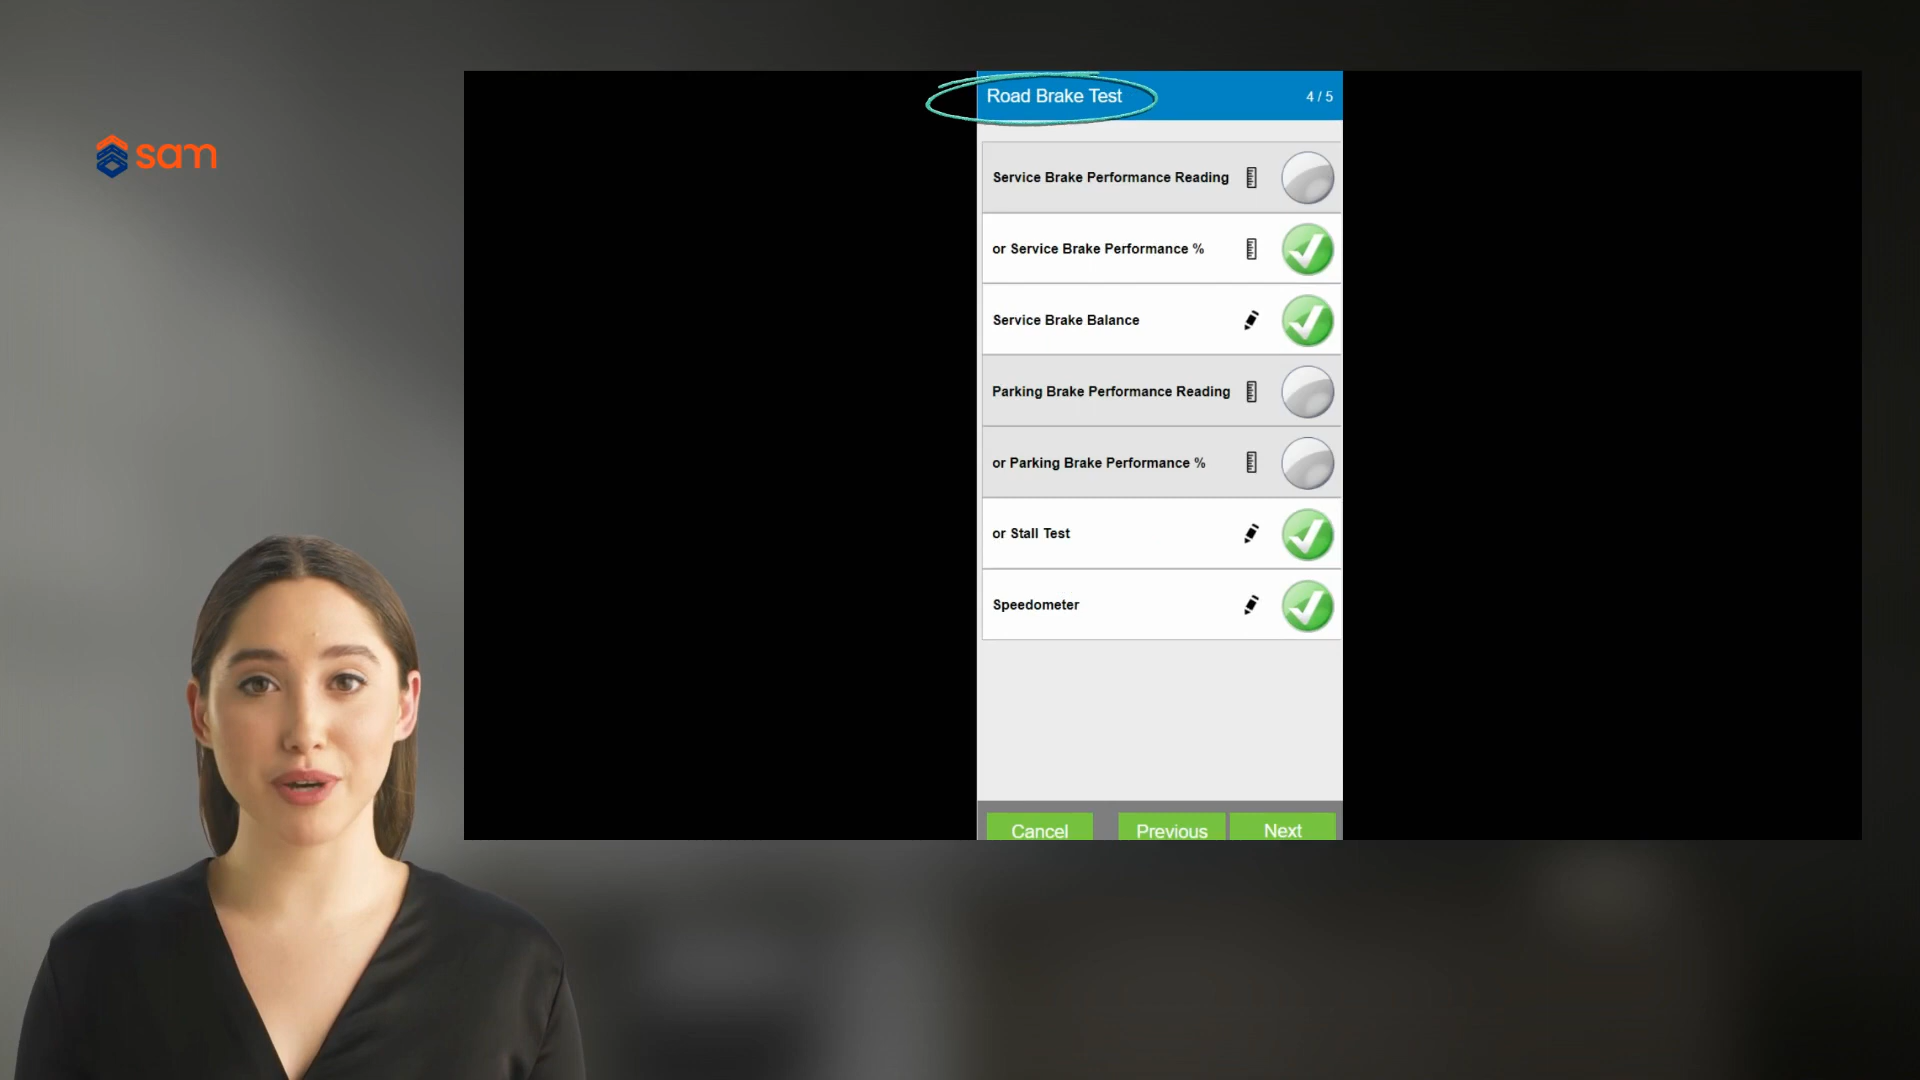 sam
Road Brake Test
4 / 5
Service Brake Performance Reading
or Service Brake Performance %
Service Brake Balance
Parking Brake Performance Reading
or Parking Brake Performance %
or Stall Test
Speedometer
Cancel
Previous
Next